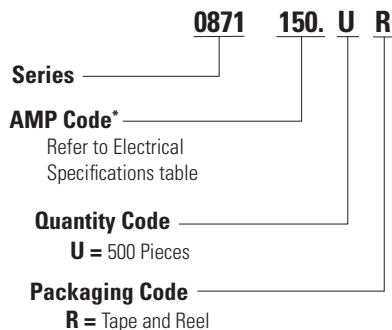 0871 150. U R
Series
AMP Code*
Refer to Electrical
Specifications table
Quantity Code
U = 500 Pieces
Packaging Code
R = Tape and Reel